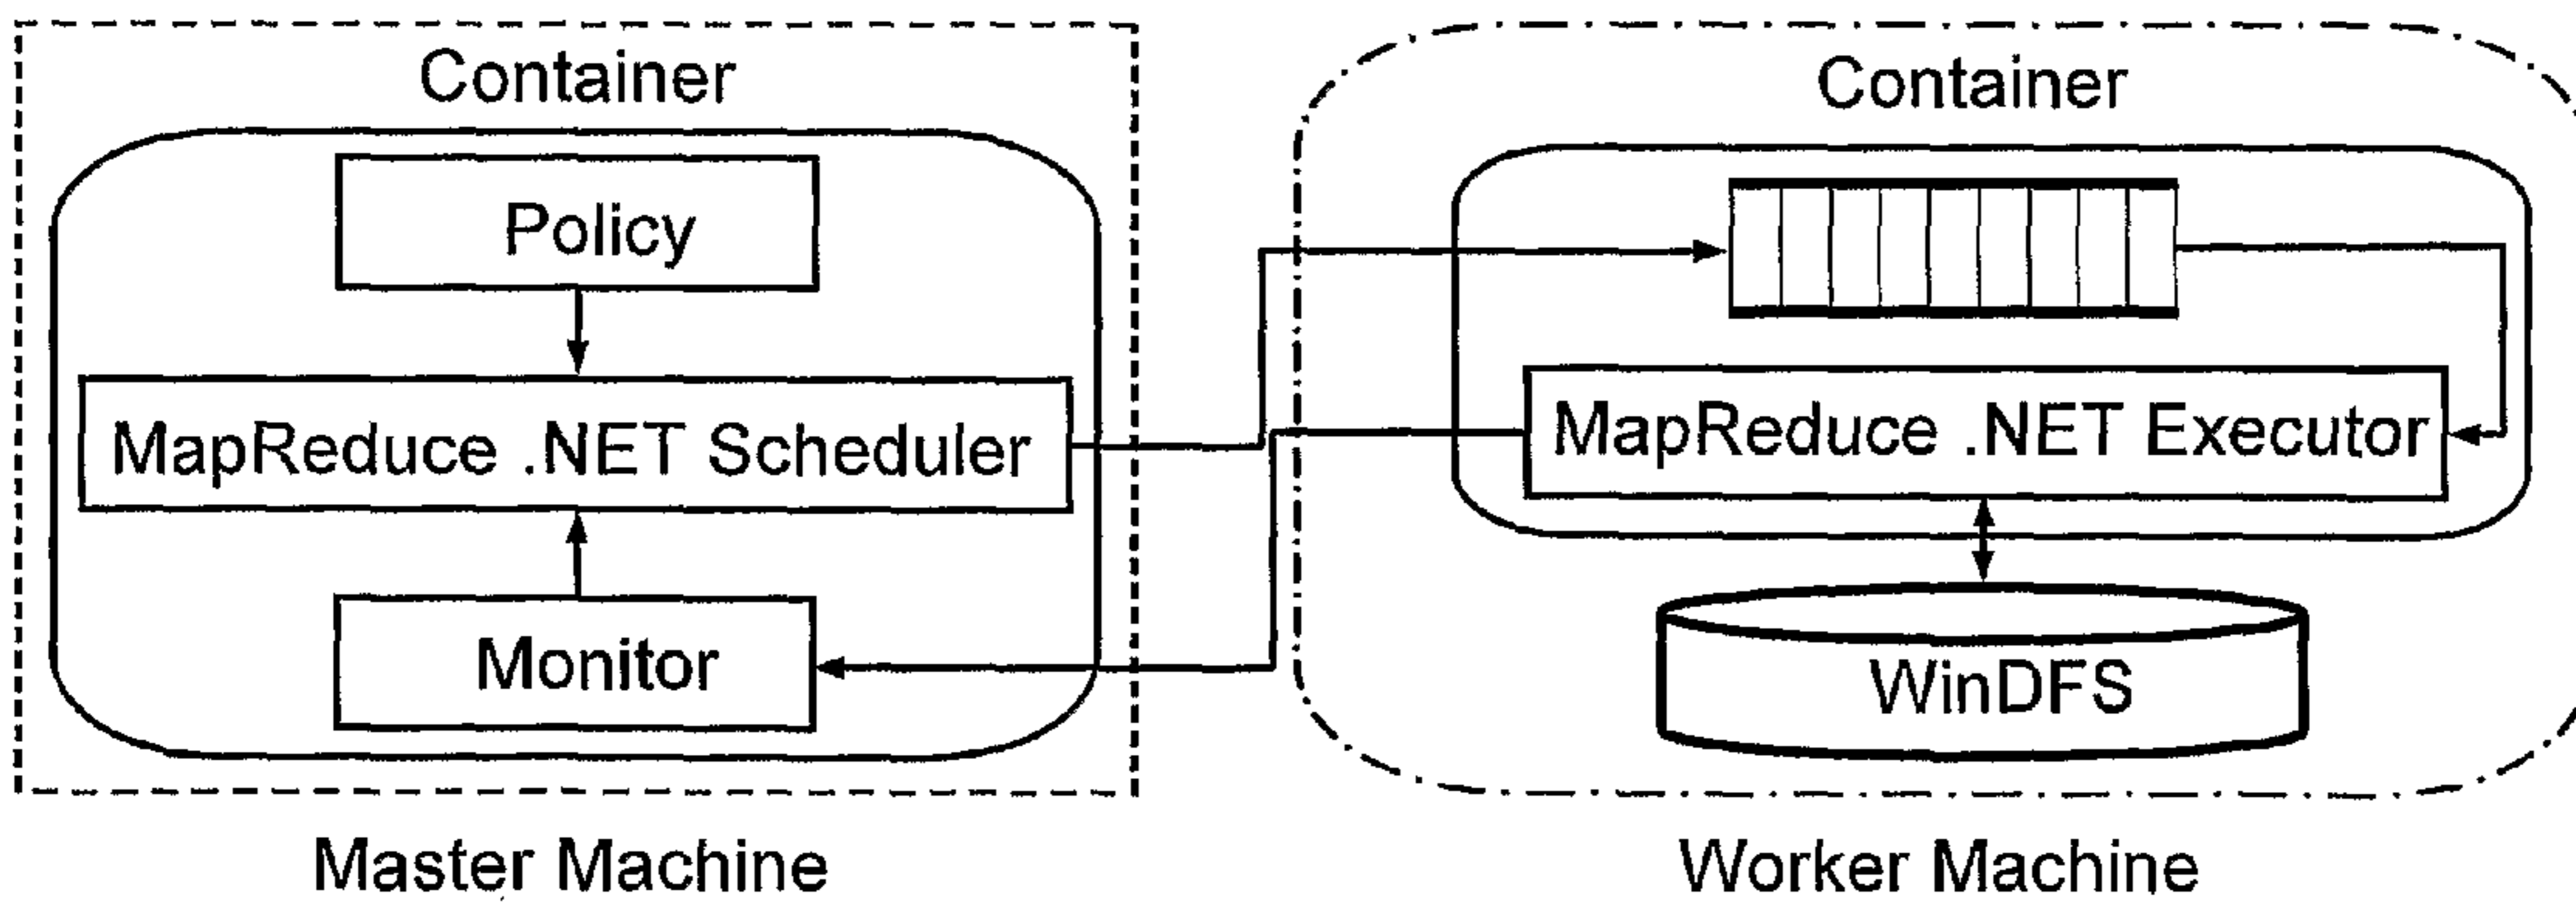 Container
Policy
MapReduce .NET Scheduler
Monitor
Master Machine
Container
MapReduce .NET Executor
WinDFS
Worker Machine